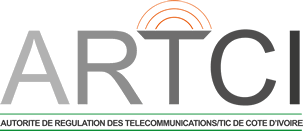 ARTCI
AUTORITE DE REGULATION DES TELECOMMUNICATIONS/TIC DE COTE D'IVOIRE